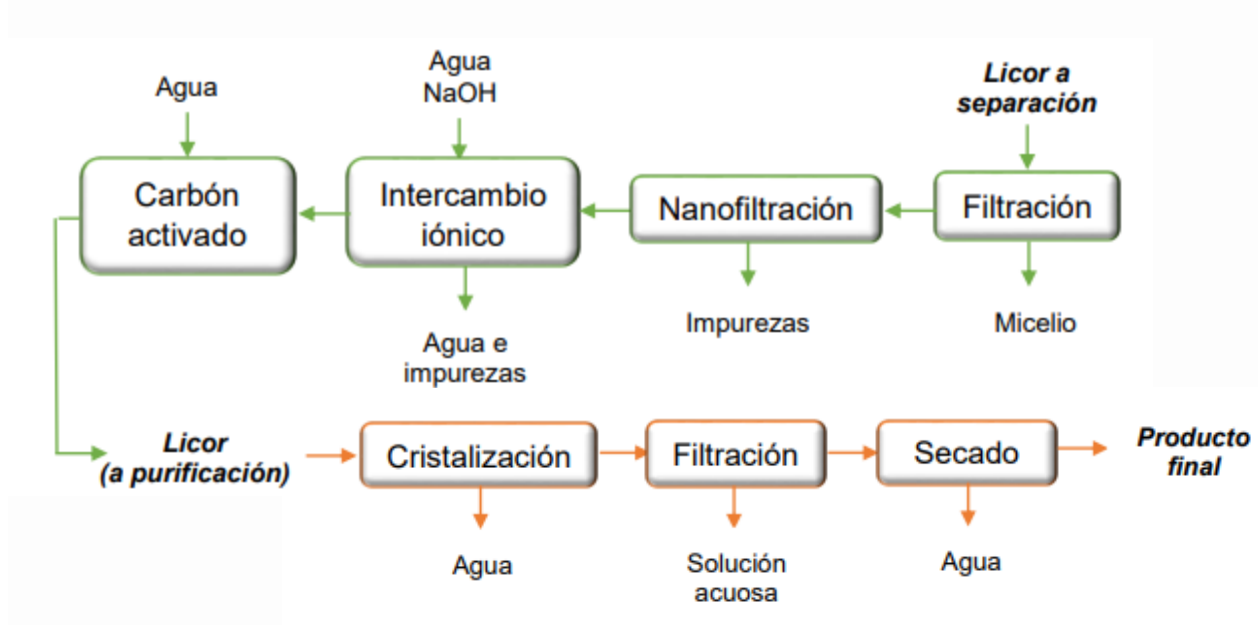 Agua
Agua
NaOH
Licor a
separación
Carbón
activado
Intercambio
iónico
Nanofiltración
Filtración
Agua e
impurezas
Impurezas
Micelio
Licor
(a purificación)
Cristalización
Filtración
Secado
Producto
final
Agua
Solución
acuosa
Agua